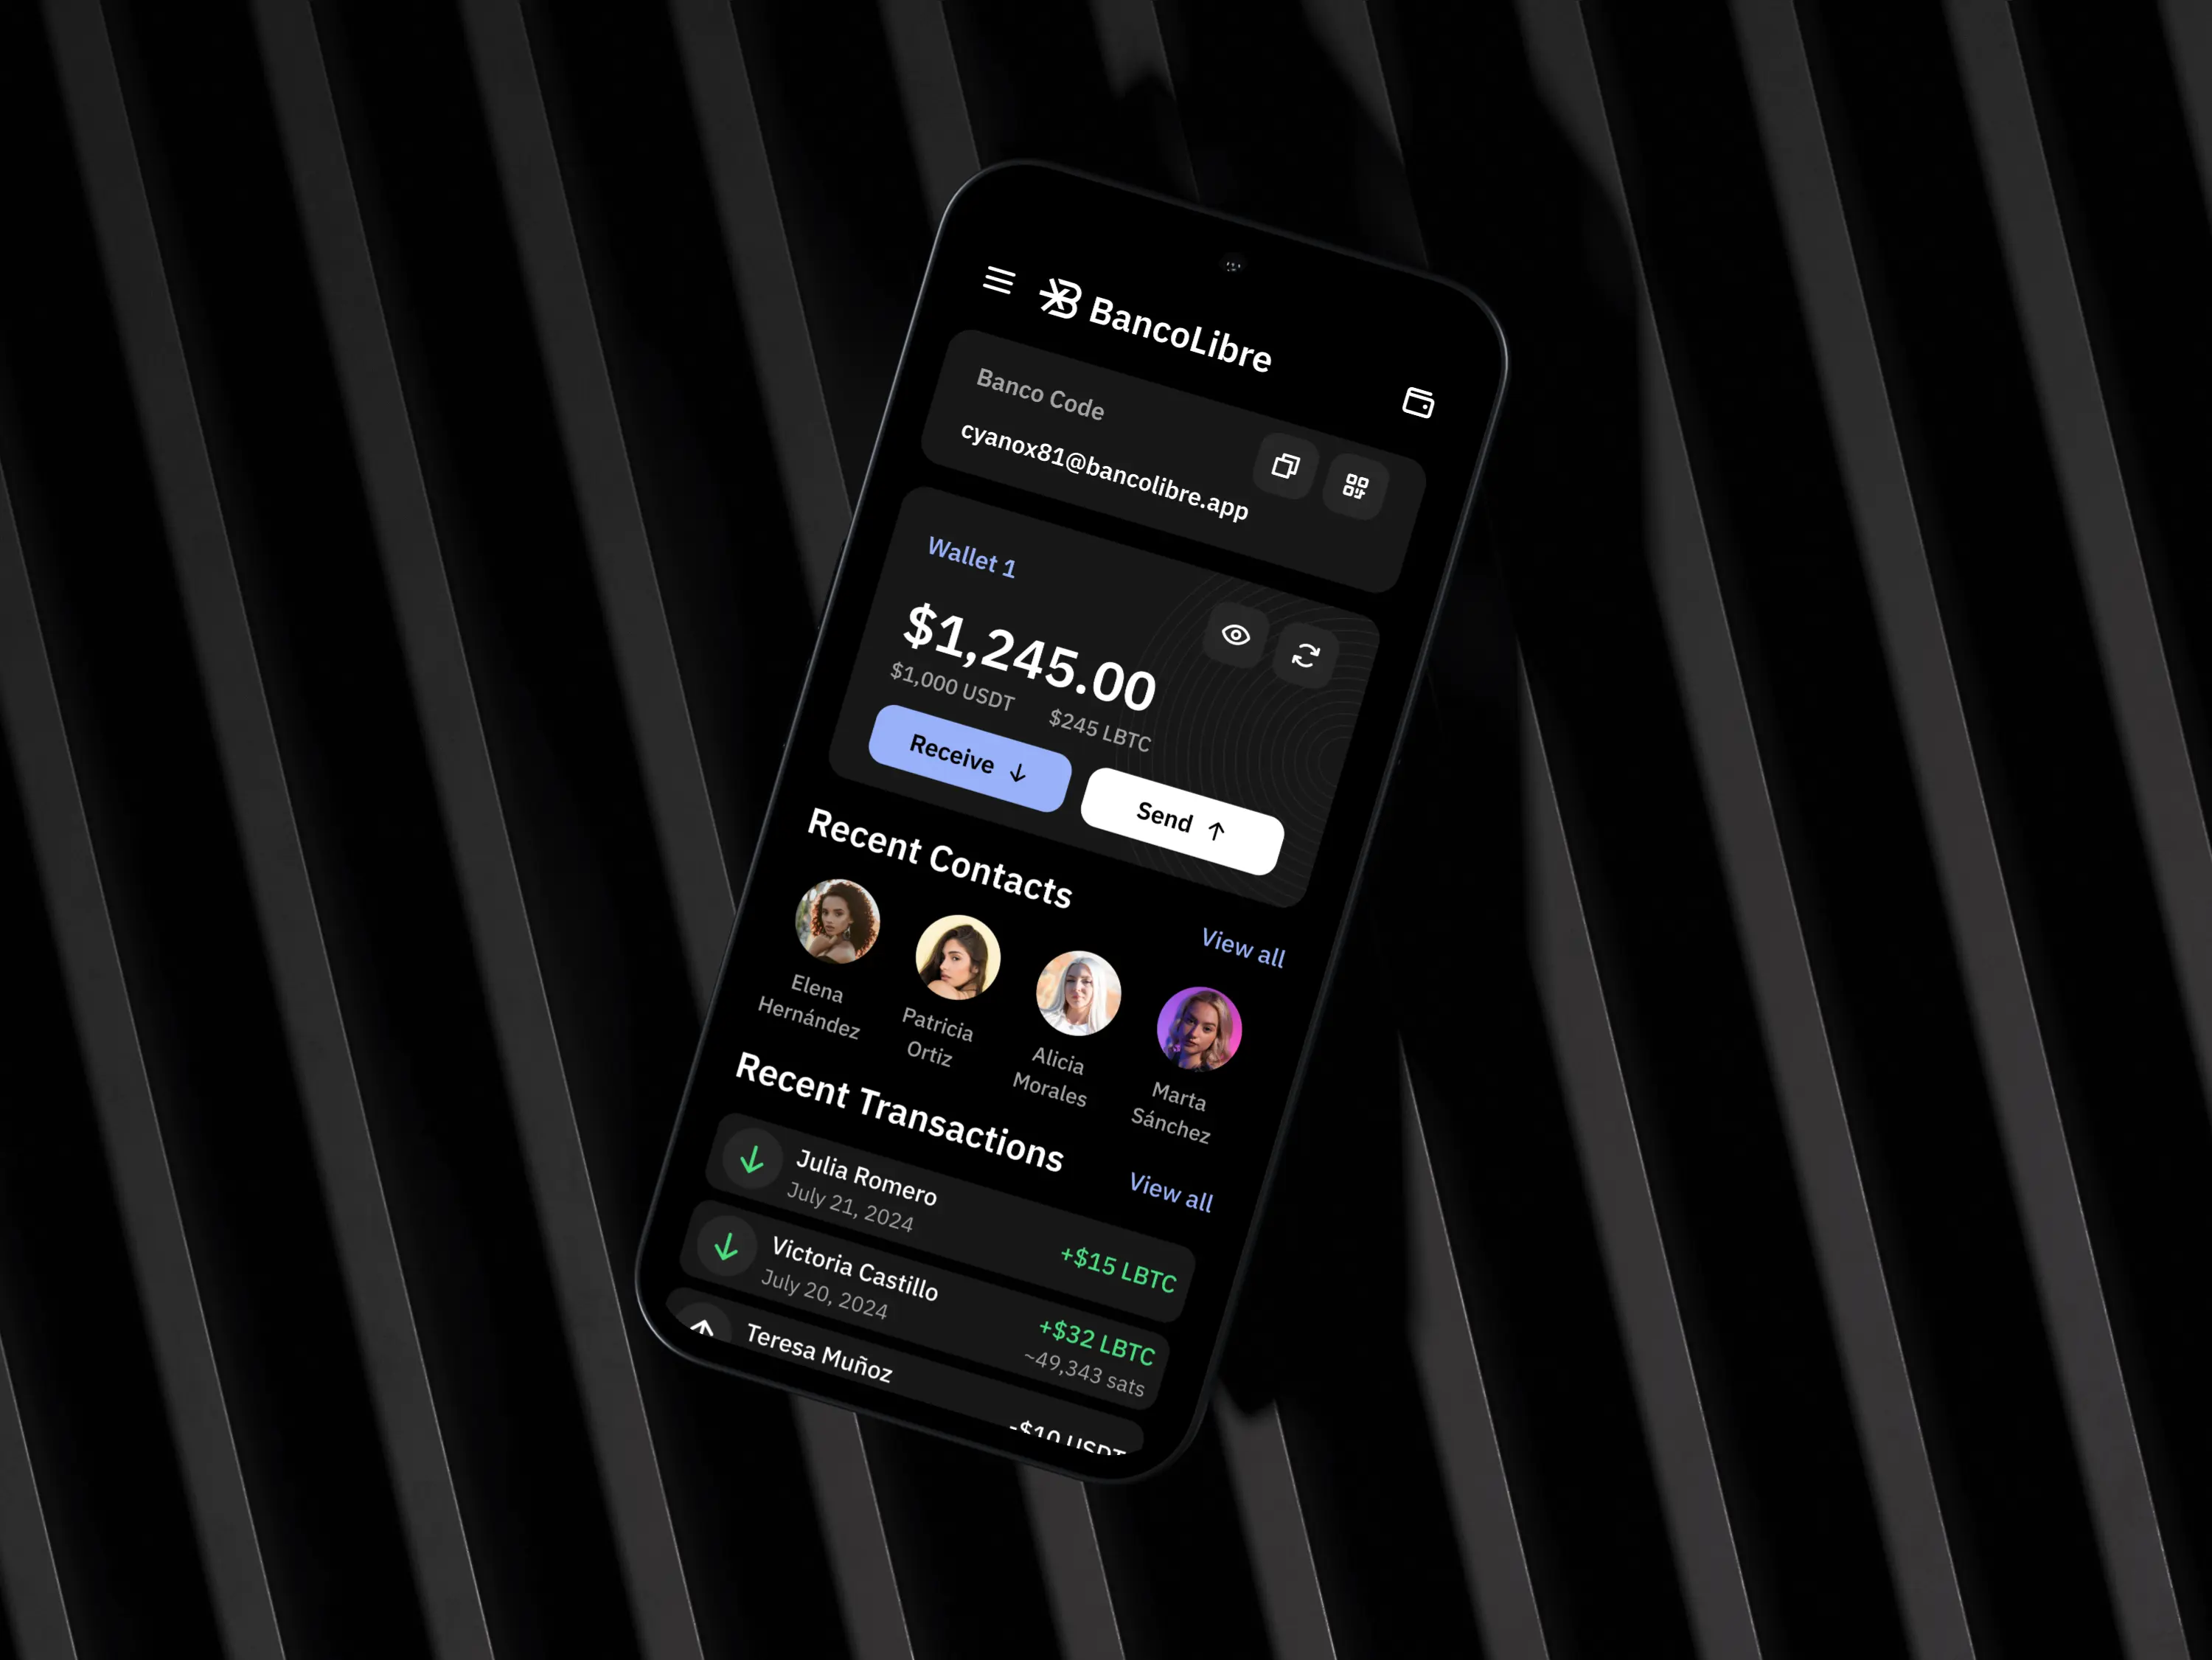 BancoLibre
Banco Code
cyanox81@bancolibre.app
Wallet 1
$1,245.00
$1,000 USDT $245 LBTC
Receive
Send
Recent Contacts
View all
Elena
Hernández
Patricia
Ortiz
Alicia
Morales
Marta
Sánchez
Recent Transactions
View all
Julia Romero
July 21, 2024
+$15 LBTC
Victoria Castillo
July 20, 2024
+$32 LBTC
~49,343 sats
Teresa Muñoz
-$10 USDT